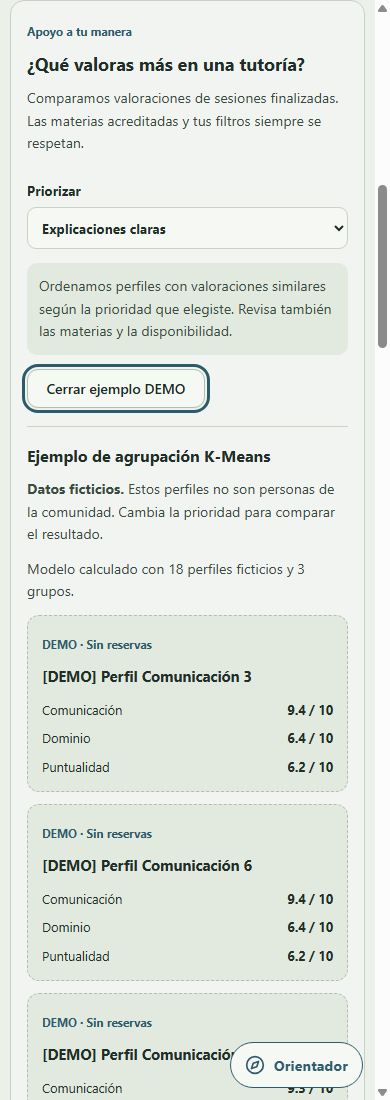 Apoyo a tu manera
¿Qué valoras más en una tutoría?
Comparamos valoraciones de sesiones finalizadas.
Las materias acreditadas y tus filtros siempre se
respetan.
Priorizar
Explicaciones claras
Ordenamos perfiles con valoraciones similares
según la prioridad que elegiste. Revisa también
las materias y la disponibilidad.
Cerrar ejemplo DEMO
Ejemplo de agrupación K-Means
Datos ficticios. Estos perfiles no son personas de
la comunidad. Cambia la prioridad para comparar
el resultado.
Modelo calculado con 18 perfiles ficticios y 3
grupos.
DEMO · Sin reservas
[DEMO] Perfil Comunicación 3
Comunicación 9.4 / 10
Dominio 6.4 / 10
Puntualidad 6.2 / 10
DEMO · Sin reservas
[DEMO] Perfil Comunicación 6
Comunicación 9.4 / 10
Dominio 6.4 / 10
Puntualidad 6.2 / 10
DEMO · Sin reservas
[DEMO] Perfil Comunicación
Orientador
Comunicación 9.3 / 10